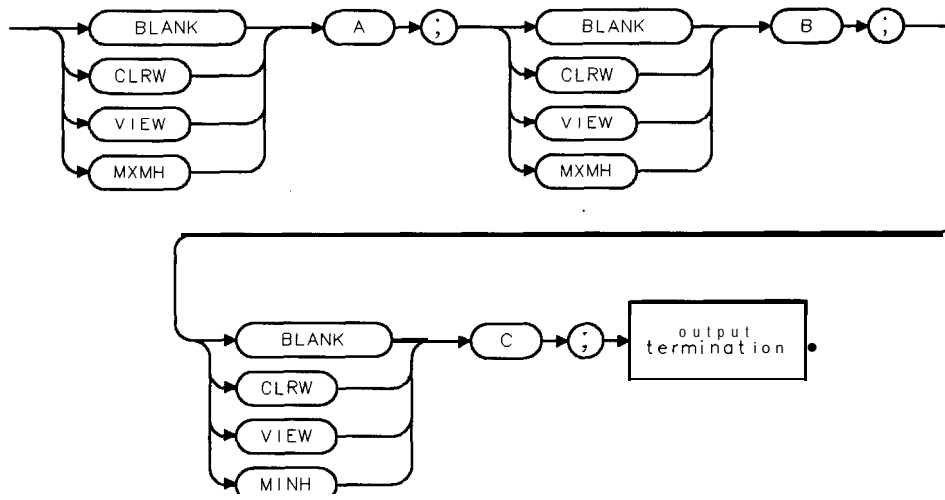 BLANK A ; BLANK B ;
CLRW CLRW
VIEW VIEW
MXMH MXMH
BLANK C ; output
termination
CLRW
VIEW
MINH